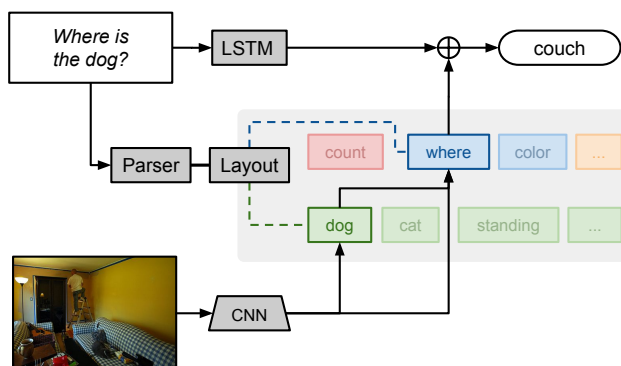 Where is
the dog?
LSTM
couch
Parser
Layout
count
where
color
...
dog
cat
standing
...
CNN